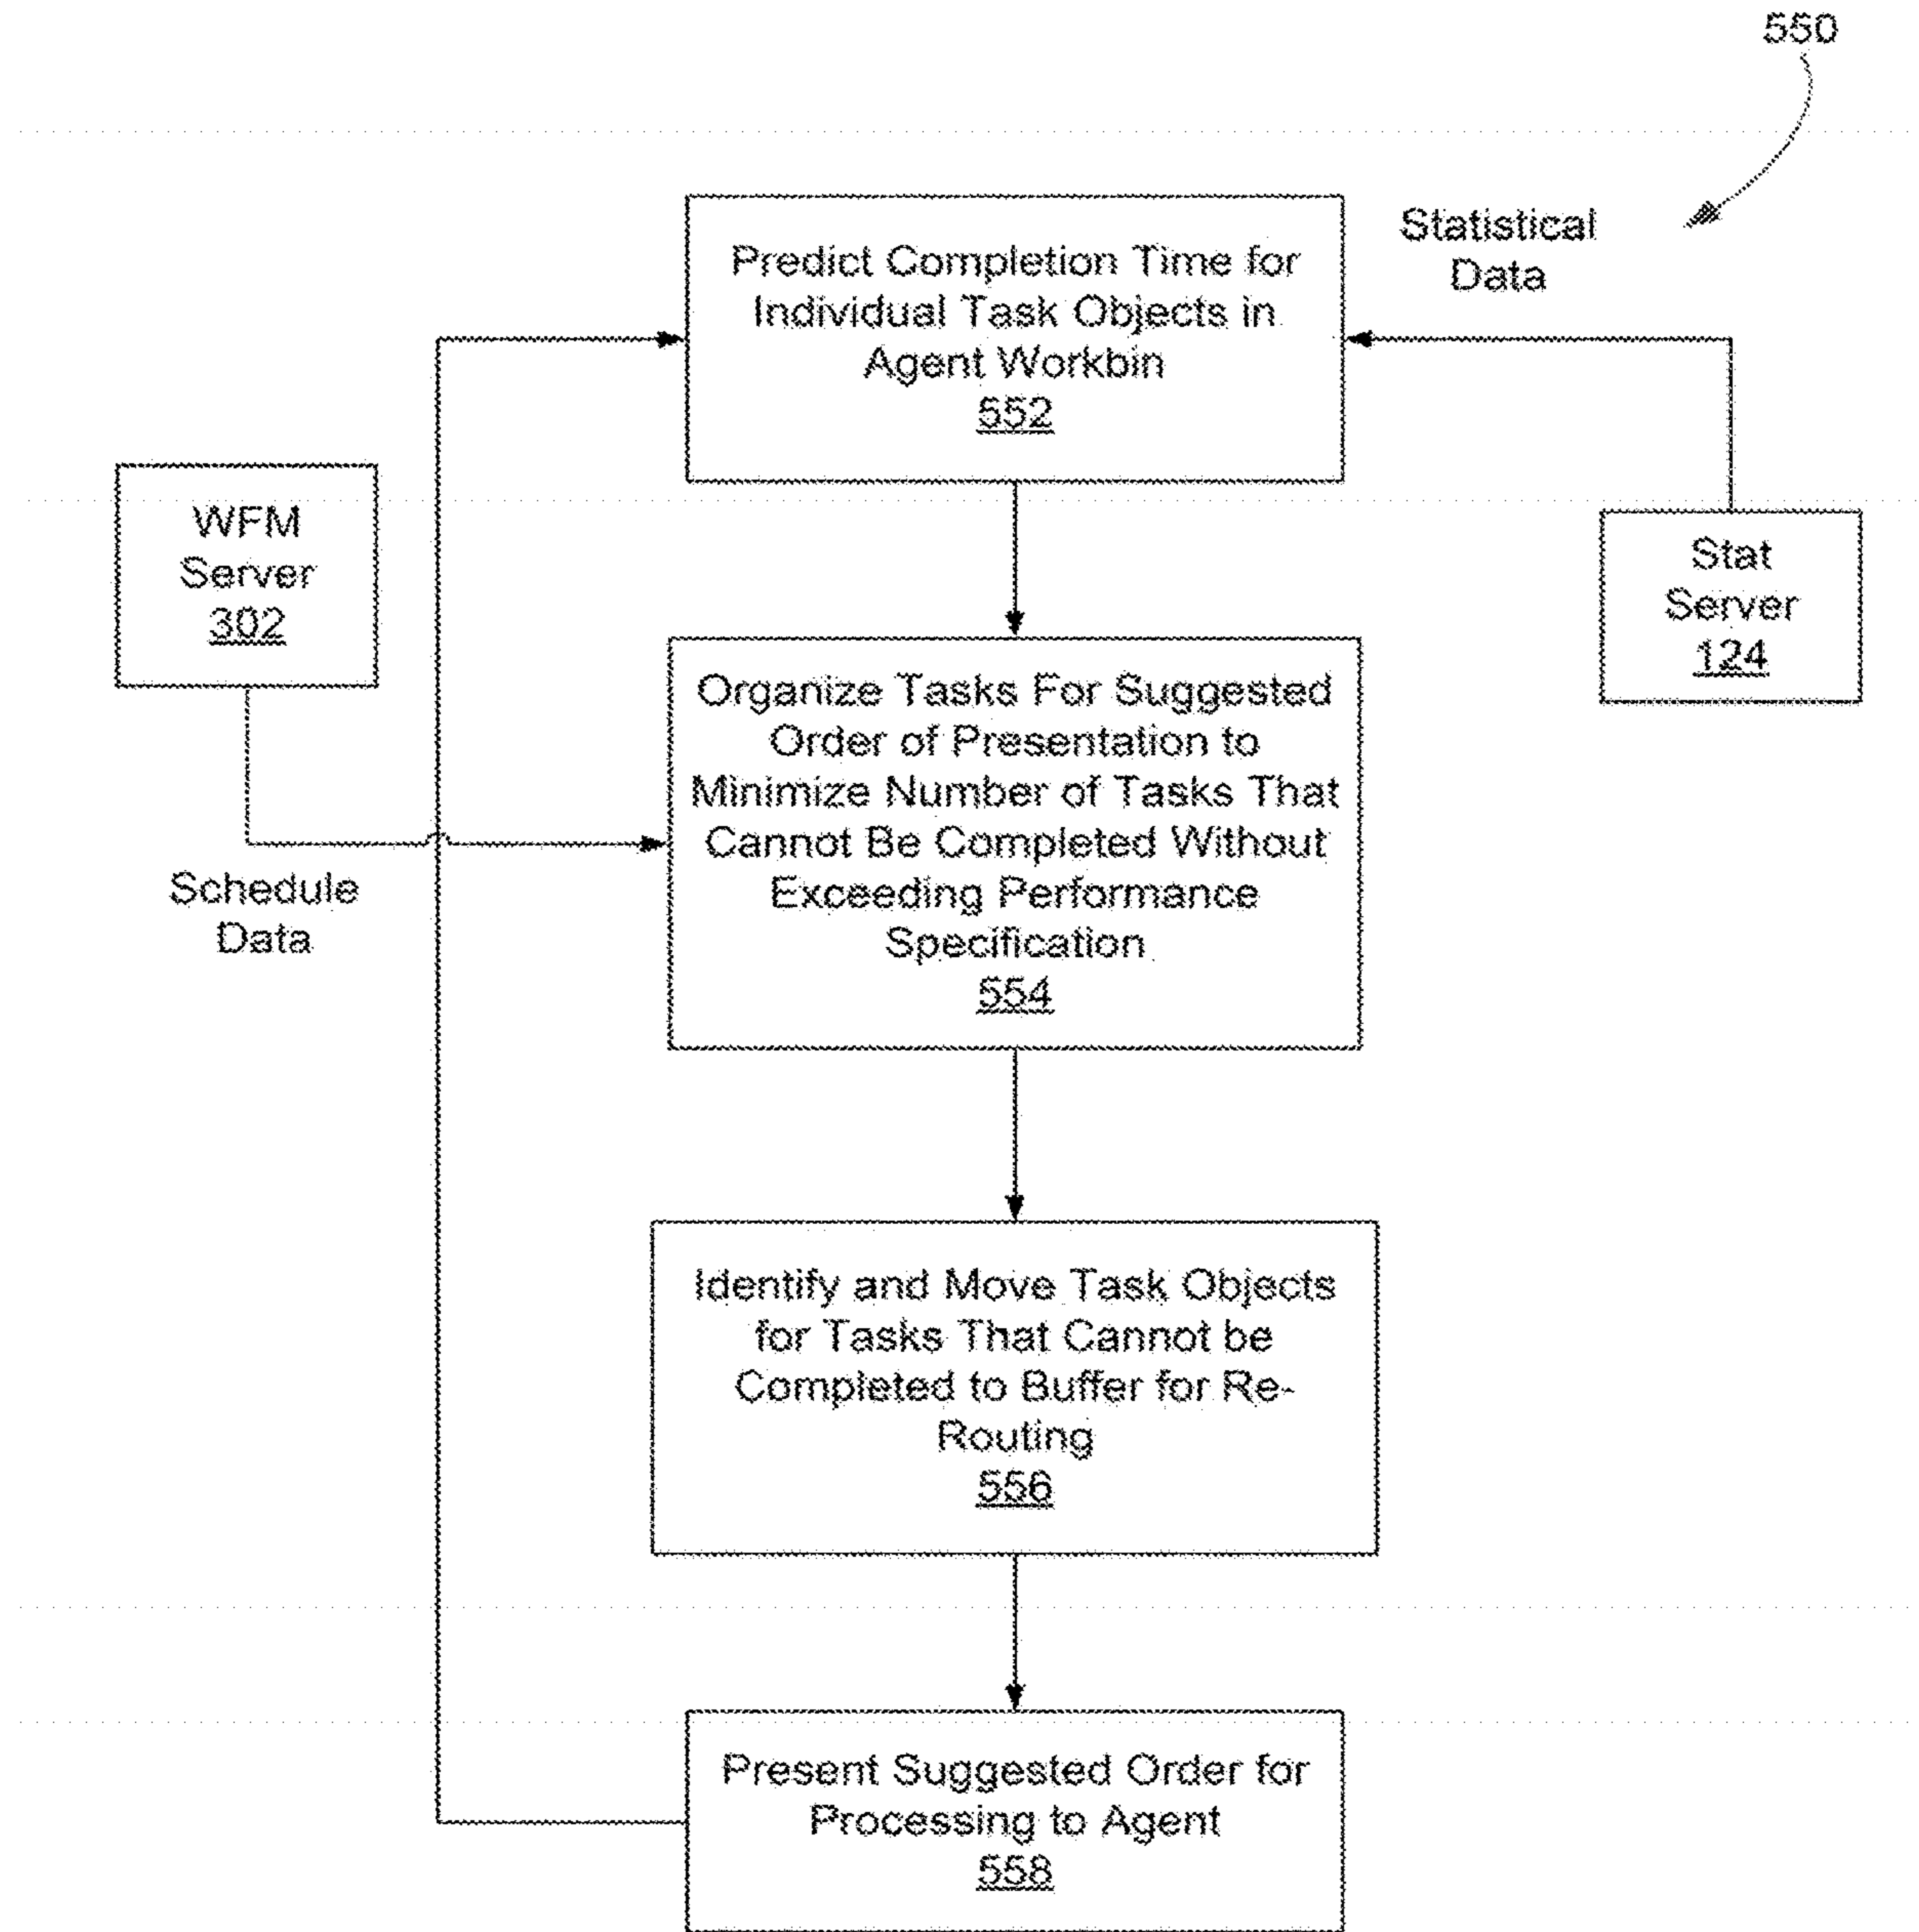 550
Statistical
Data
Predict Completion Time for
Individual Task Objects in
Agent Workbin
552
WFM
Server
302
Stat
Server
124
Organize Tasks For Suggested
Order of Presentation to
Minimize Number of Tasks That
Cannot Be Completed Without
Exceeding Performance
Specification
554
Schedule
Data
Identify and Move Task Objects
for Tasks That Cannot be
Completed to Buffer for Re-
Routing
556
Present Suggested Order for
Processing to Agent
558